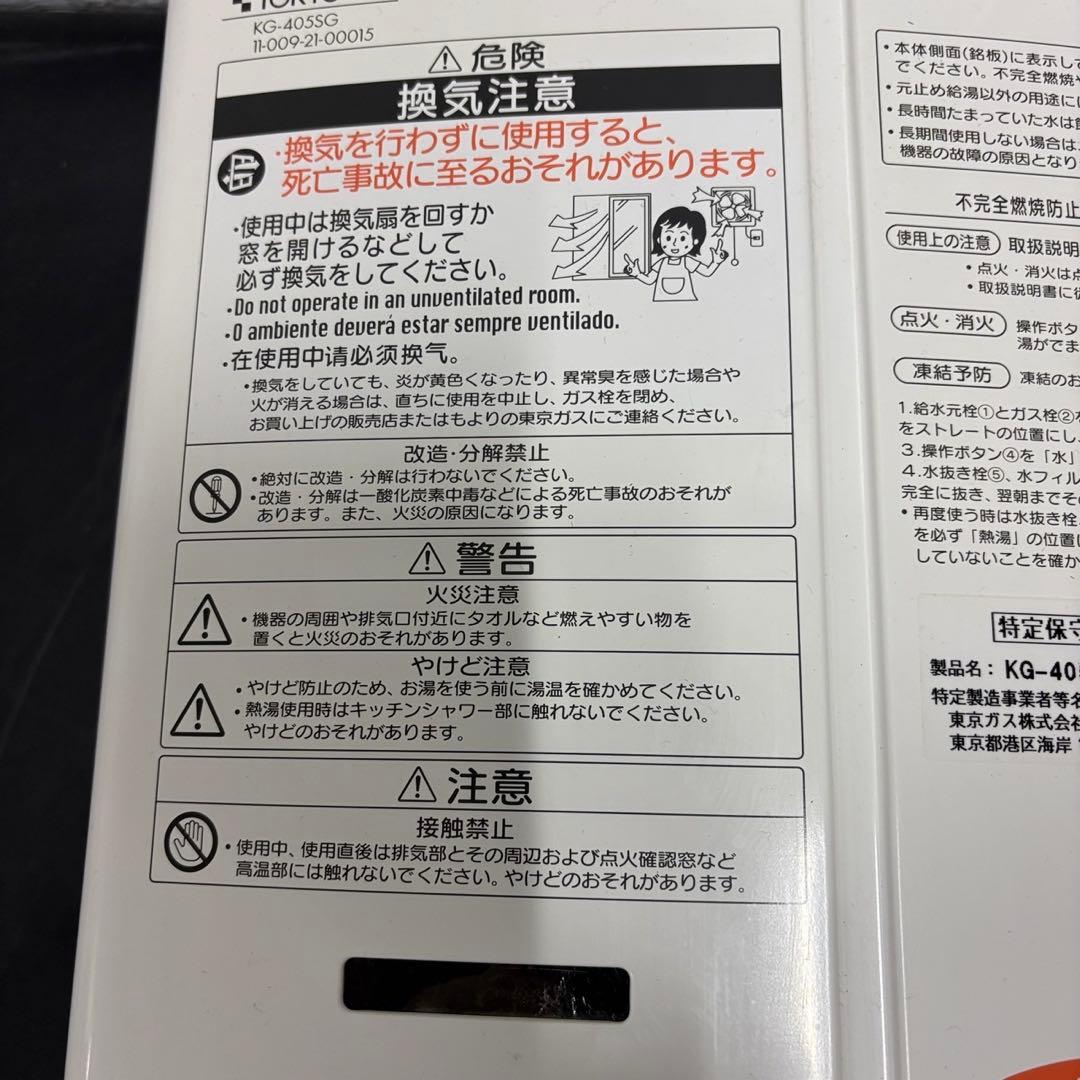 KG-405SG
11-009-21-00015
危険
換気注意
・換気を行わずに使用すると、
死亡事故に至るおそれがあります。
・使用中は換気扇を回すか
窓を開けるなどして
必ず換気をしてください。
・Do not operate in an unventilated room.
・O ambiente deverá estar sempre ventilado.
・在使用中请必须换气。
・換気をしていても、炎が黄色くなったり、異常臭を感じた場合や
火が消える場合は、直ちに使用を中止し、ガス栓を閉め、
お買い上げの販売店またはもよりの東京ガスにご連絡ください。
改造・分解禁止
・絶対に改造・分解は行わないでください。
・改造・分解は一酸化炭素中毒などによる死亡事故のおそれが
あります。また、火災の原因になります。
警告
火災注意
・機器の周囲や排気口付近にタオルなど燃えやすい物を
置くと火災のおそれがあります。
やけど注意
・やけど防止のため、お湯を使う前に湯温を確かめてください。
・熱湯使用時はキッチンシャワー部に触れないでください。
やけどのおそれがあります。
注意
接触禁止
・使用中、使用直後は排気部とその周辺および点火確認窓など
高温部には触れないでください。やけどのおそれがあります。
・本体側面(銘板)に表示して
でください。不完全燃焼
・元止め給湯以外の用途に
・長時間たまっていた水は
・長期間使用しない場合は
機器の故障の原因となり
不完全燃焼防止
使用上の注意 取扱説明
・点火・消火は
・取扱説明書に
点火・消火 操作ボタ
湯がでま
凍結予防 凍結のお
1.給水元栓①とガス栓②
をストレートの位置にし
3.操作ボタン④を「水」
4.水抜き栓⑤、水フィル
完全に抜き、翌朝までそ
・再度使う時は水抜き栓
を必ず「熱湯」の位置
していないことを確か
特定保守
製品名: KG-40
特定製造事業者等名
東京ガス株式会社
東京都港区海岸